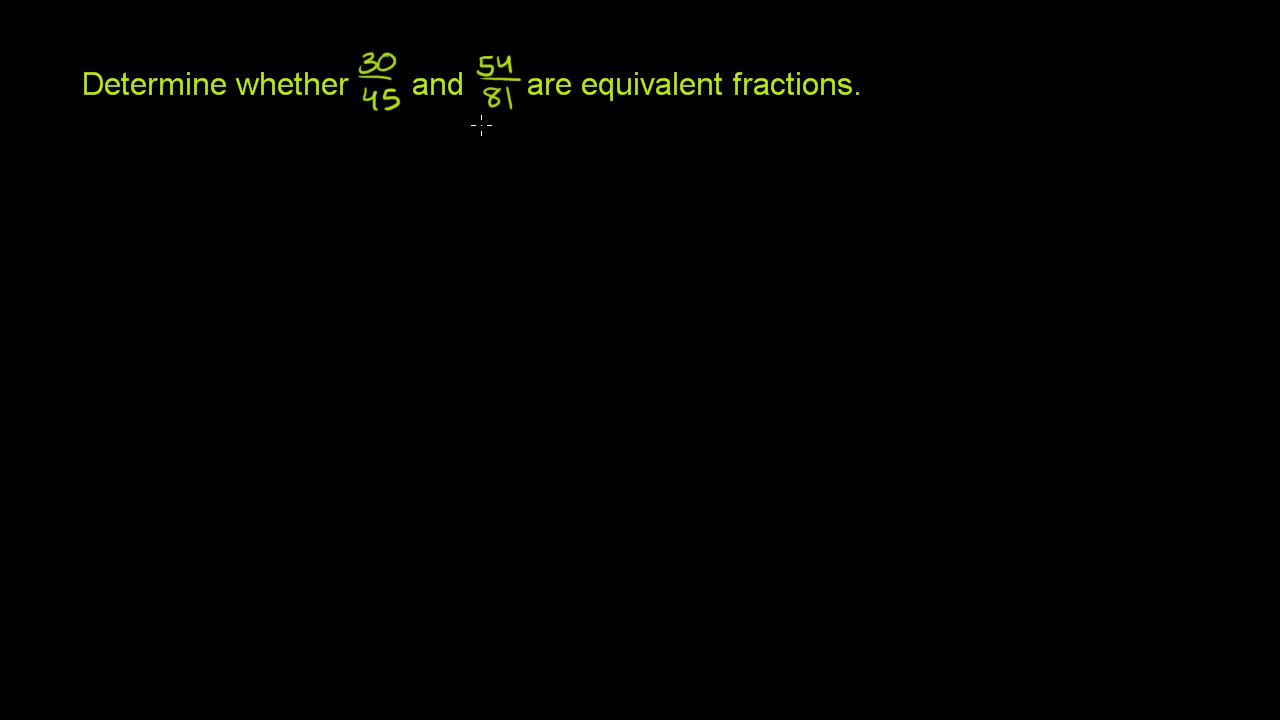 Determine whether 30/45 and 54/81 are equivalent fractions.